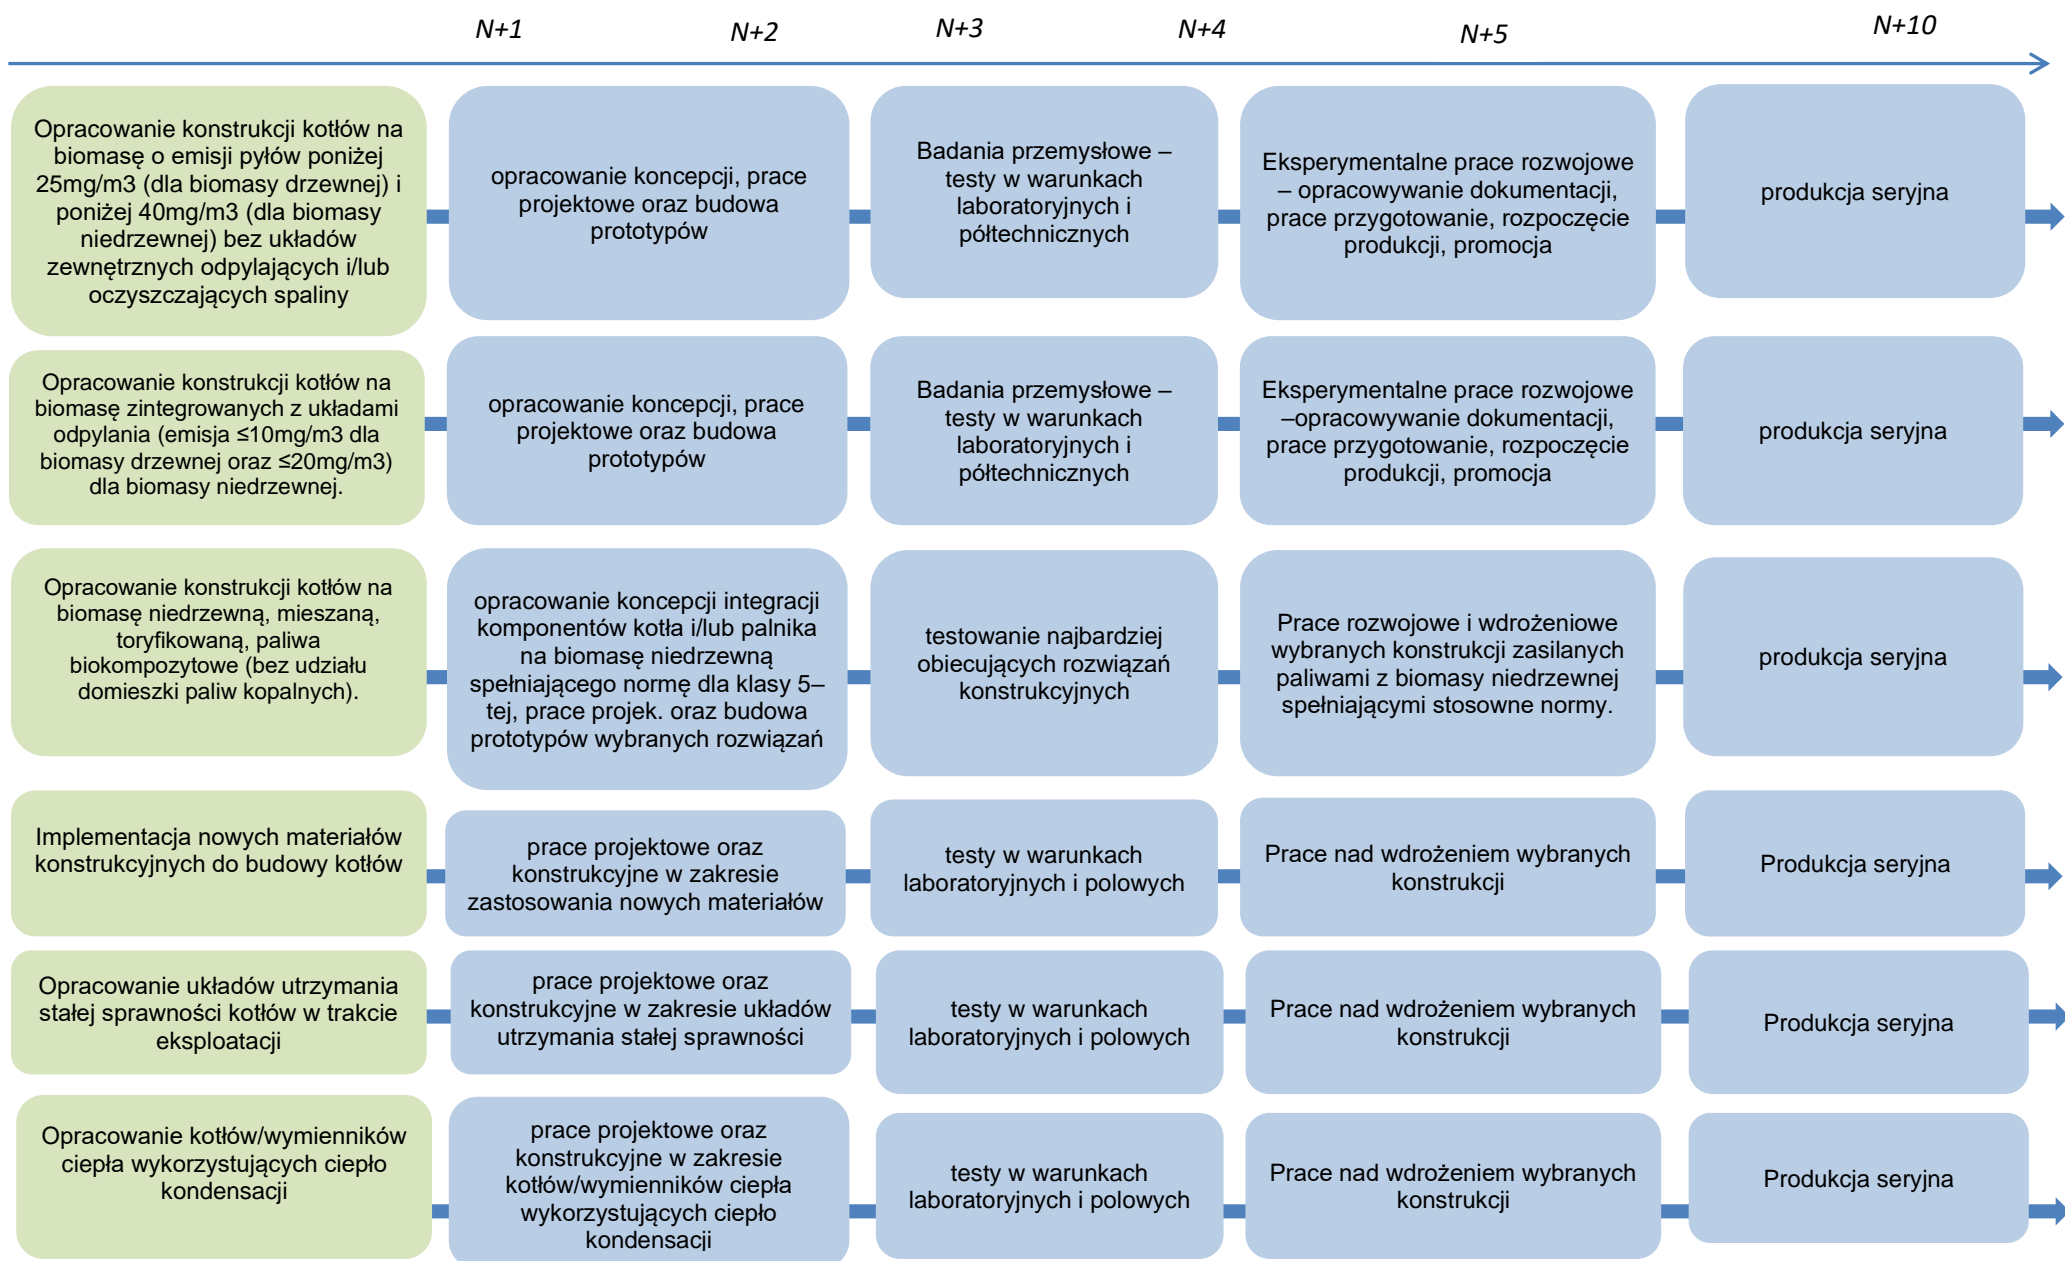 N+1 N+2 N+3 N+4 N+5 N+10
Opracowanie konstrukcji kotłów na
biomasę o emisji pyłów poniżej
25mg/m3 (dla biomasy drzewnej) i
poniżej 40mg/m3 (dla biomasy
niedrzewnej) bez układów
zewnętrznych odpylających i/lub
oczyszczających spaliny
opracowanie koncepcji, prace
projektowe oraz budowa
prototypów
Badania przemysłowe –
testy w warunkach
laboratoryjnych i
półtechnicznych
Eksperymentalne prace rozwojowe
– opracowywanie dokumentacji,
prace przygotowanie, rozpoczęcie
produkcji, promocja
produkcja seryjna
Opracowanie konstrukcji kotłów na
biomasę zintegrowanych z układami
odpylania (emisja ≤10mg/m3 dla
biomasy drzewnej oraz ≤20mg/m3)
dla biomasy niedrzewnej.
opracowanie koncepcji, prace
projektowe oraz budowa
prototypów
Badania przemysłowe –
testy w warunkach
laboratoryjnych i
półtechnicznych
Eksperymentalne prace rozwojowe
–opracowywanie dokumentacji,
prace przygotowanie, rozpoczęcie
produkcji, promocja
produkcja seryjna
Opracowanie konstrukcji kotłów na
biomasę niedrzewną, mieszaną,
toryfikowaną, paliwa
biokompozytowe (bez udziału
domieszki paliw kopalnych).
opracowanie koncepcji integracji
komponentów kotła i/lub palnika
na biomasę niedrzewną
spełniającego normę dla klasy 5–
tej, prace projek. oraz budowa
prototypów wybranych rozwiązań
testowanie najbardziej
obiecujących rozwiązań
konstrukcyjnych
Prace rozwojowe i wdrożeniowe
wybranych konstrukcji zasilanych
paliwami z biomasy niedrzewnej
spełniającymi stosowne normy.
produkcja seryjna
Implementacja nowych materiałów
konstrukcyjnych do budowy kotłów
prace projektowe oraz
konstrukcyjne w zakresie
zastosowania nowych materiałów
testy w warunkach
laboratoryjnych i polowych
Prace nad wdrożeniem wybranych
konstrukcji
Produkcja seryjna
Opracowanie układów utrzymania
stałej sprawności kotłów w trakcie
eksploatacji
prace projektowe oraz
konstrukcyjne w zakresie układów
utrzymania stałej sprawności
testy w warunkach
laboratoryjnych i polowych
Prace nad wdrożeniem wybranych
konstrukcji
Produkcja seryjna
Opracowanie kotłów/wymienników
ciepła wykorzystujących ciepło
kondensacji
prace projektowe oraz
konstrukcyjne w zakresie
kotłów/wymienników ciepła
wykorzystujących ciepło
kondensacji
testy w warunkach
laboratoryjnych i polowych
Prace nad wdrożeniem wybranych
konstrukcji
Produkcja seryjna